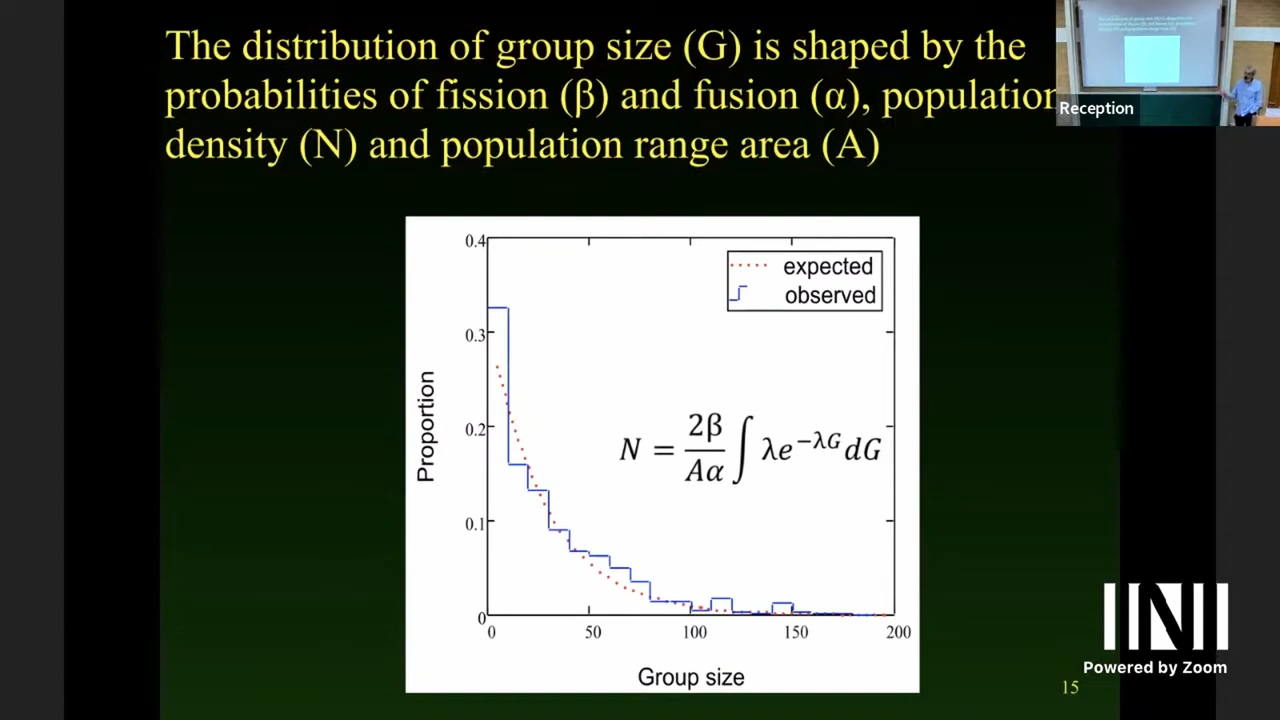 The distribution of group size (G) is shaped by the
probabilities of fission (β) and fusion (α), population
density (N) and population range area (A)
Reception
0.4
0.3
0.2
0.1
0
Proportion
expected
observed
N = 2β/Aα ∫ λe^−λG dG
0 50 100 150 200
Group size
INI
Powered by Zoom
15